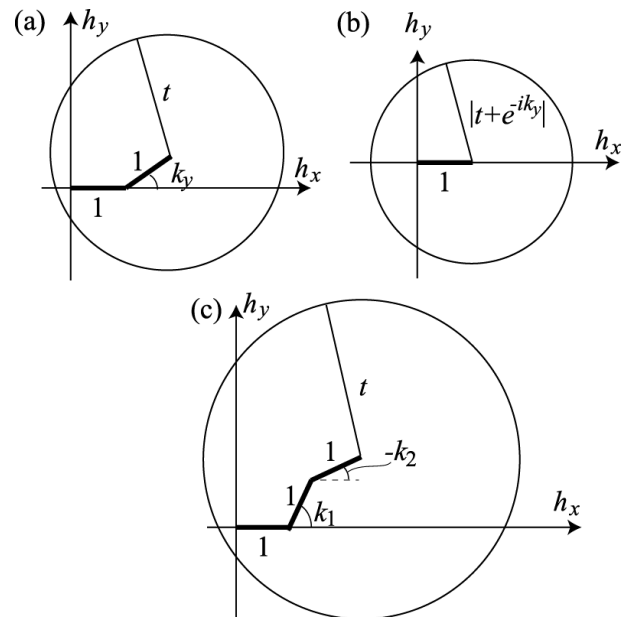 (a)
h_y
t
1
k_y
h_x
1
(b)
h_y
|t+e^{-ik_y}|
h_x
1
(c)
h_y
t
1
-k_2
1
k_1
h_x
1